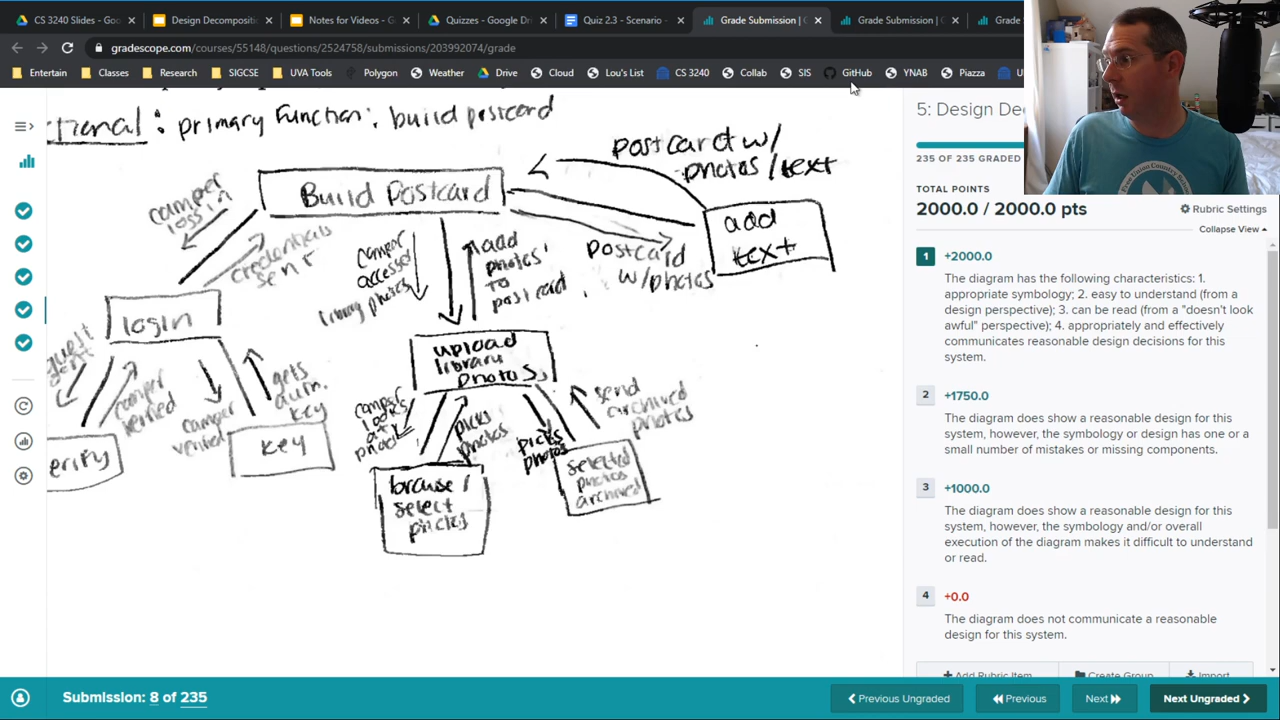 CS 3240 Slides - Goo
Design Decompositio
Notes for Videos - G
Quizzes - Google Dr
Quiz 2.3 - Scenario -
Grade Submission | C
Grade Submission | G
Grade S
gradescope.com/courses/55148/questions/2524758/submissions/203992074/grade
Entertain
Classes
Research
SIGCSE
UVA Tools
Polygon
Weather
Drive
Cloud
Lou's List
CS 3240
Collab
SIS
GitHub
YNAB
Piazza
ctional: primary function: build postcard
Build Postcard
postcard w/
photos/text
add
text
postcard
w/photos
camper
credentials
sent
login
camper
accesses
library photos
add
photos
to
postcard
upload
library
photos
camper
verified
camper
verified
gets
auth.
key
erify
key
camper
looks
at
picks
photos
picks
photos
send
archived
photos
browse/
select
selected
photos
archived
5: Design De
235 OF 235 GRADED
TOTAL POINTS
2000.0 / 2000.0 pts
Rubric Settings
Collapse View
1 +2000.0
The diagram has the following characteristics: 1.
appropriate symbology; 2. easy to understand (from a
design perspective); 3. can be read (from a "doesn't look
awful" perspective); 4. appropriately and effectively
communicates reasonable design decisions for this
system.
2 +1750.0
The diagram does show a reasonable design for this
system, however, the symbology or design has one or a
small number of mistakes or missing components.
3 +1000.0
The diagram does show a reasonable design for this
system, however, the symbology and/or overall
execution of the diagram makes it difficult to understand
or read.
4 +0.0
The diagram does not communicate a reasonable
design for this system.
+ Add Rubric Item
Create Group
Import
Submission: 8 of 235
Previous Ungraded
Previous
Next
Next Ungraded